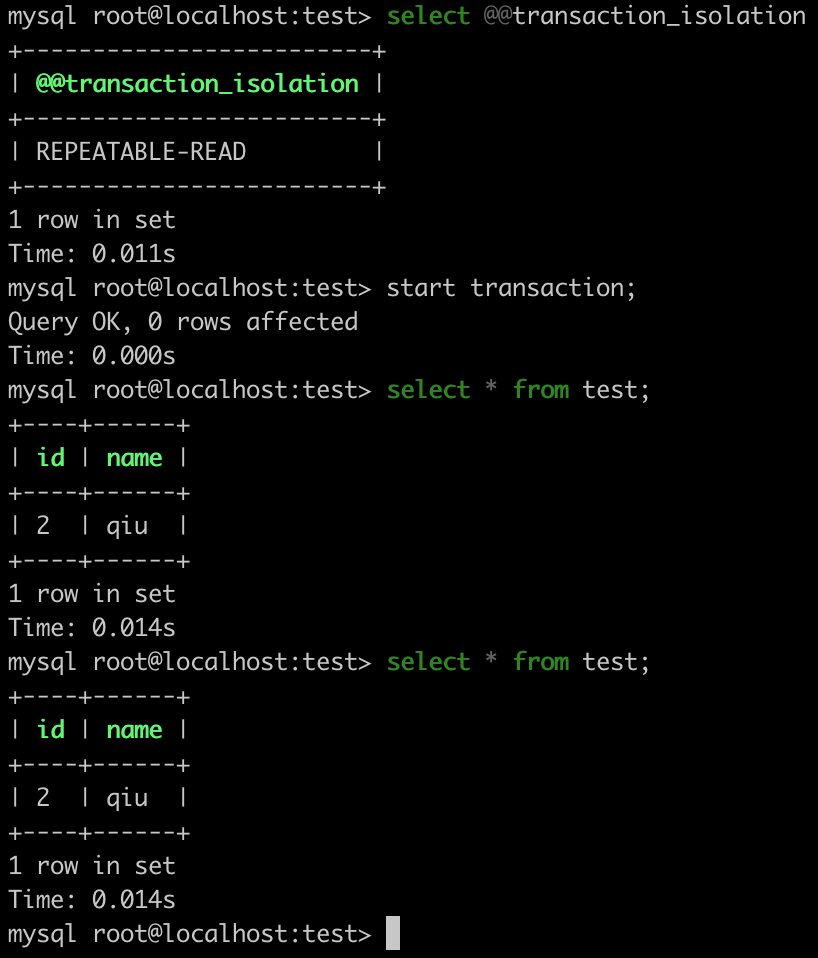 mysql root@localhost:test> select @@transaction_isolation
+-------------------------+
| @@transaction_isolation |
+-------------------------+
| REPEATABLE-READ         |
+-------------------------+
1 row in set
Time: 0.011s
mysql root@localhost:test> start transaction;
Query OK, 0 rows affected
Time: 0.000s
mysql root@localhost:test> select * from test;
+----+------+
| id | name |
+----+------+
| 2  | qiu  |
+----+------+
1 row in set
Time: 0.014s
mysql root@localhost:test> select * from test;
+----+------+
| id | name |
+----+------+
| 2  | qiu  |
+----+------+
1 row in set
Time: 0.014s
mysql root@localhost:test>